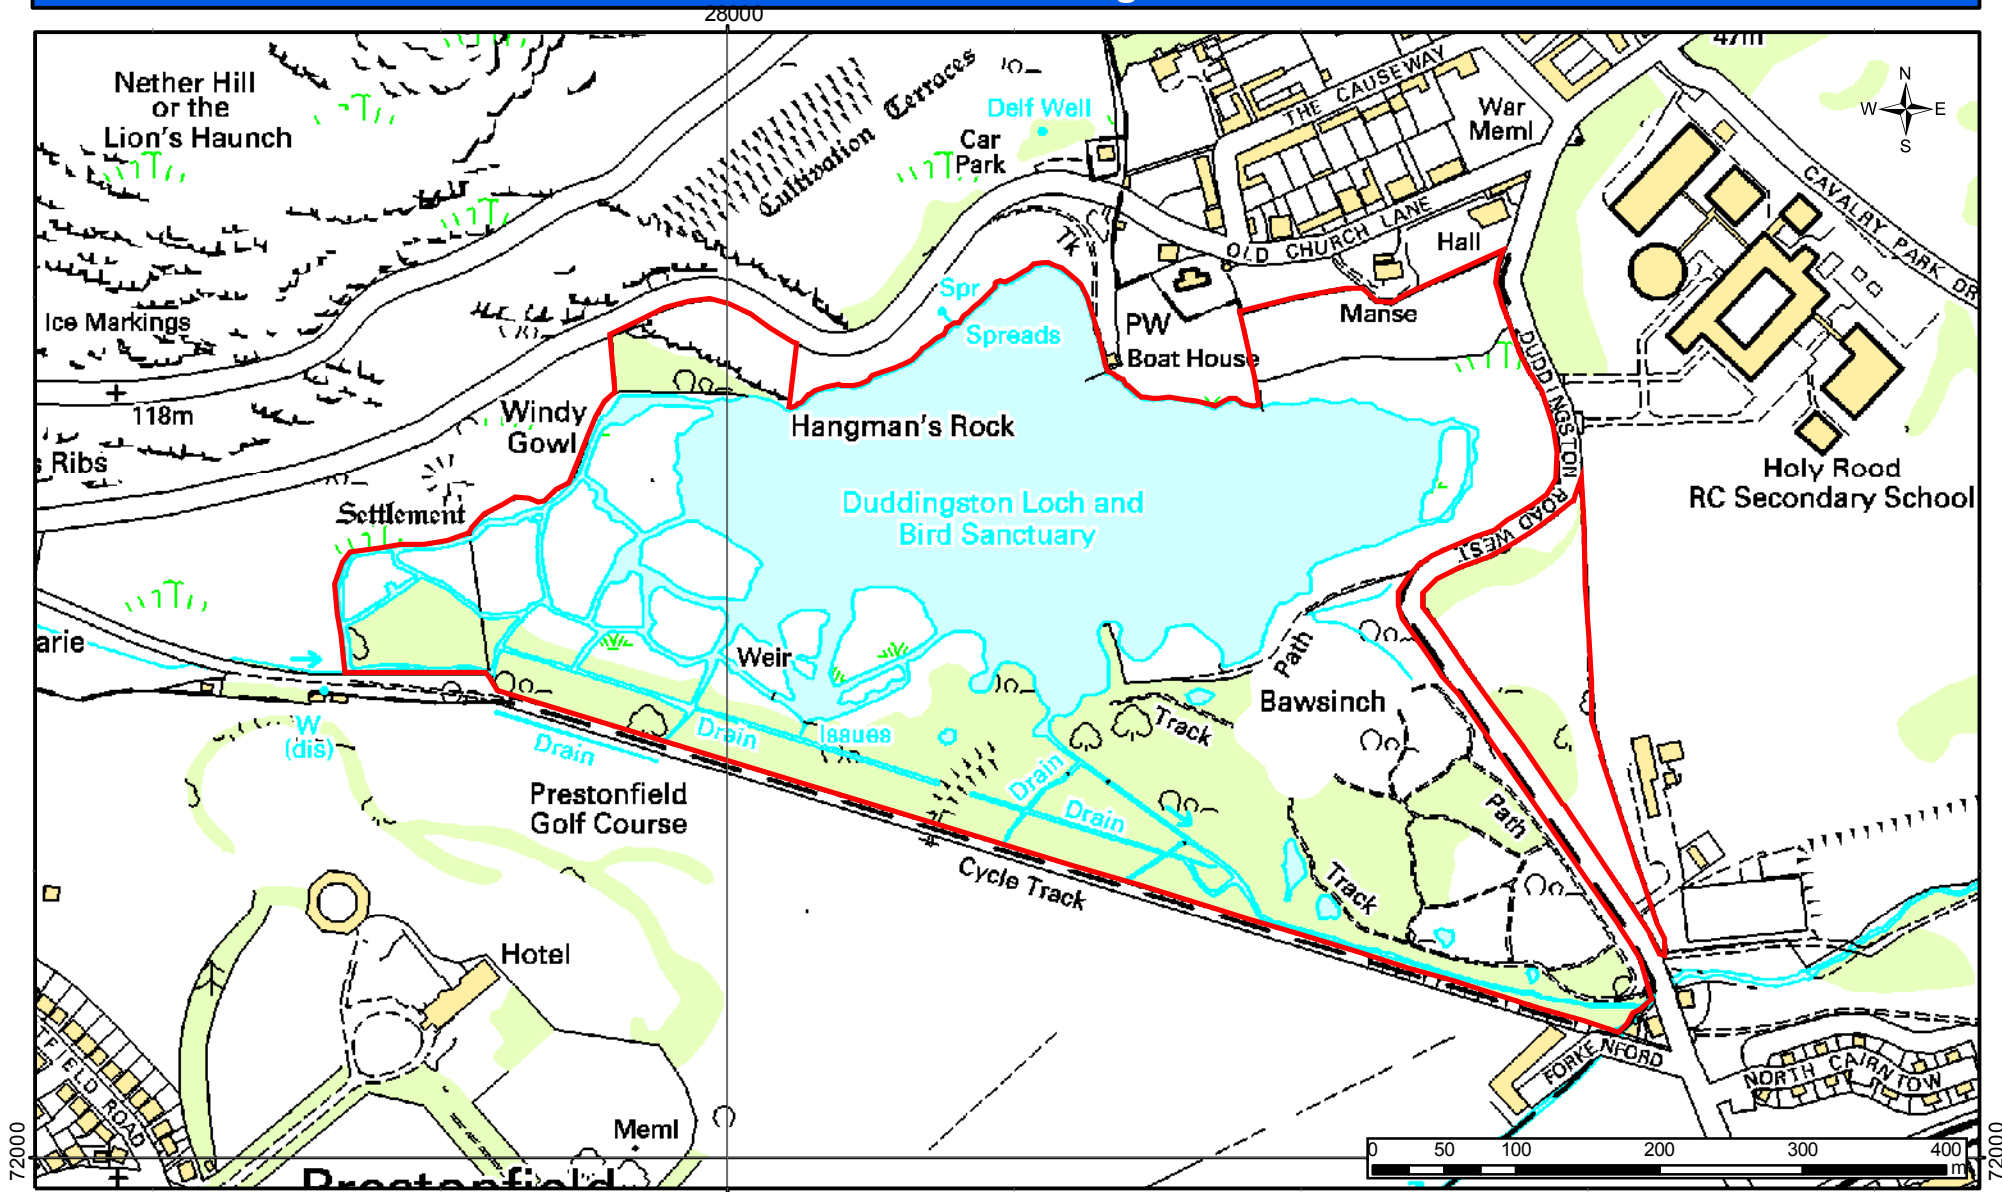 28000
47m
Nether Hill
or the
Lion's Haunch
Cultivation Terraces
Delf Well
Car
Park
THE CAUSEWAY
War
Meml
N
W E
S
CAVALRY PARK DR
Tk
OLD CHURCH LANE
Hall
Ice Markings
Spr
Spreads
PW
Manse
Boat House
118m
Windy
Gowl
Hangman's Rock
DUDDINGSTON ROAD WEST
s Ribs
Holy Rood
RC Secondary School
Settlement
Duddingston Loch and
Bird Sanctuary
arie
Weir
Path
Bawsinch
W
(dis)
Drain
Drain
Issues
Track
Drain
Drain
Prestonfield
Golf Course
Path
Cycle Track
Track
Hotel
FIELD ROAD
FORKENFORD
NORTH CAIRNTOW
Meml
72000
Prestonfield
0 50 100 200 300 400
m
72000